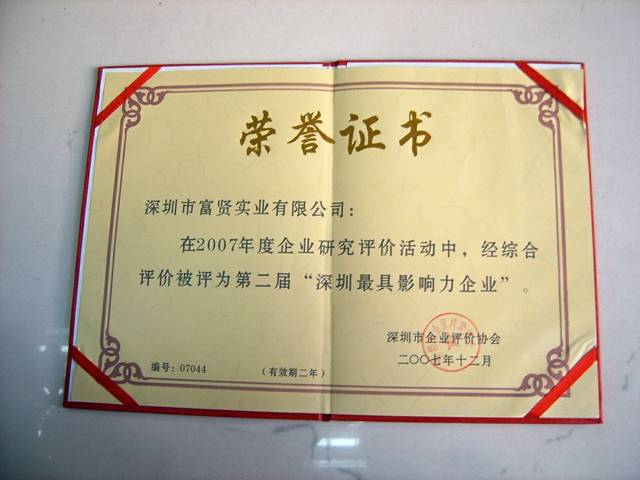 荣誉证书
深圳市富贤实业有限公司：
在2007年度企业研究评价活动中，经综合
评价被评为第二届“深圳最具影响力企业”。
深圳市企业评价协会
二〇〇七年十二月
编号：07044
（有效期二年）